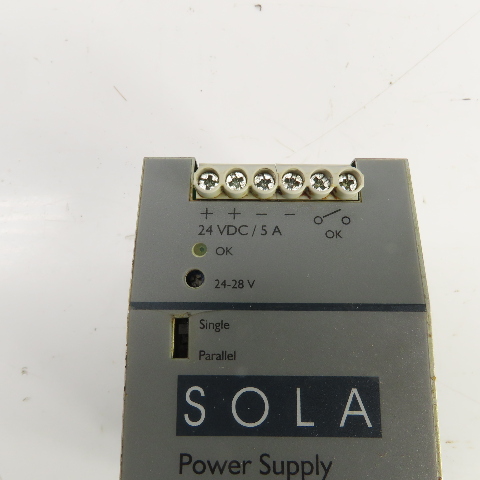 + + − −
24 VDC / 5 A OK
OK
24-28 V
Single
Parallel
SOLA
Power Supply